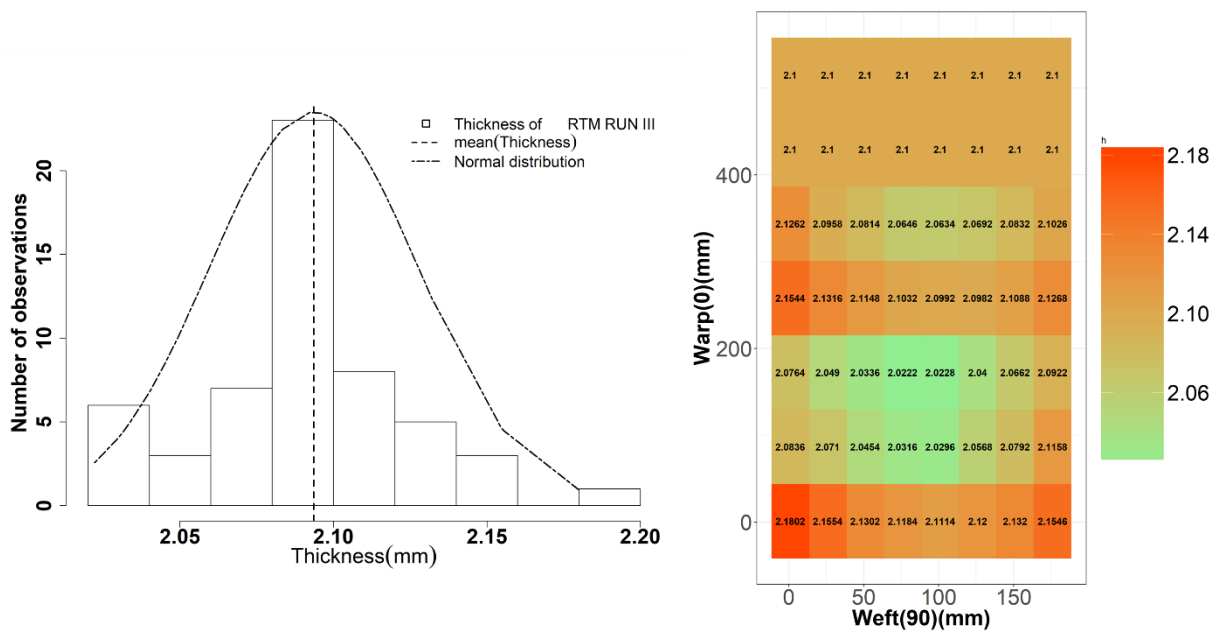 Thickness of RTM RUN III
mean(Thickness)
Normal distribution
Number of observations
20
15
10
5
0
2.05 2.10 2.15 2.20
Thickness(mm)
Warp(0)(mm)
400
200
0
2.1 2.1 2.1 2.1 2.1 2.1 2.1 2.1
2.1 2.1 2.1 2.1 2.1 2.1 2.1 2.1
2.1262 2.0958 2.0814 2.0646 2.0634 2.0692 2.0832 2.1026
2.1544 2.1316 2.1148 2.1032 2.0992 2.0982 2.1088 2.1268
2.0764 2.049 2.0336 2.0222 2.0228 2.04 2.0662 2.0922
2.0836 2.071 2.0454 2.0316 2.0296 2.0568 2.0792 2.1158
2.1802 2.1554 2.1302 2.1184 2.1114 2.12 2.132 2.1546
0 50 100 150
Weft(90)(mm)
h
2.18
2.14
2.10
2.06